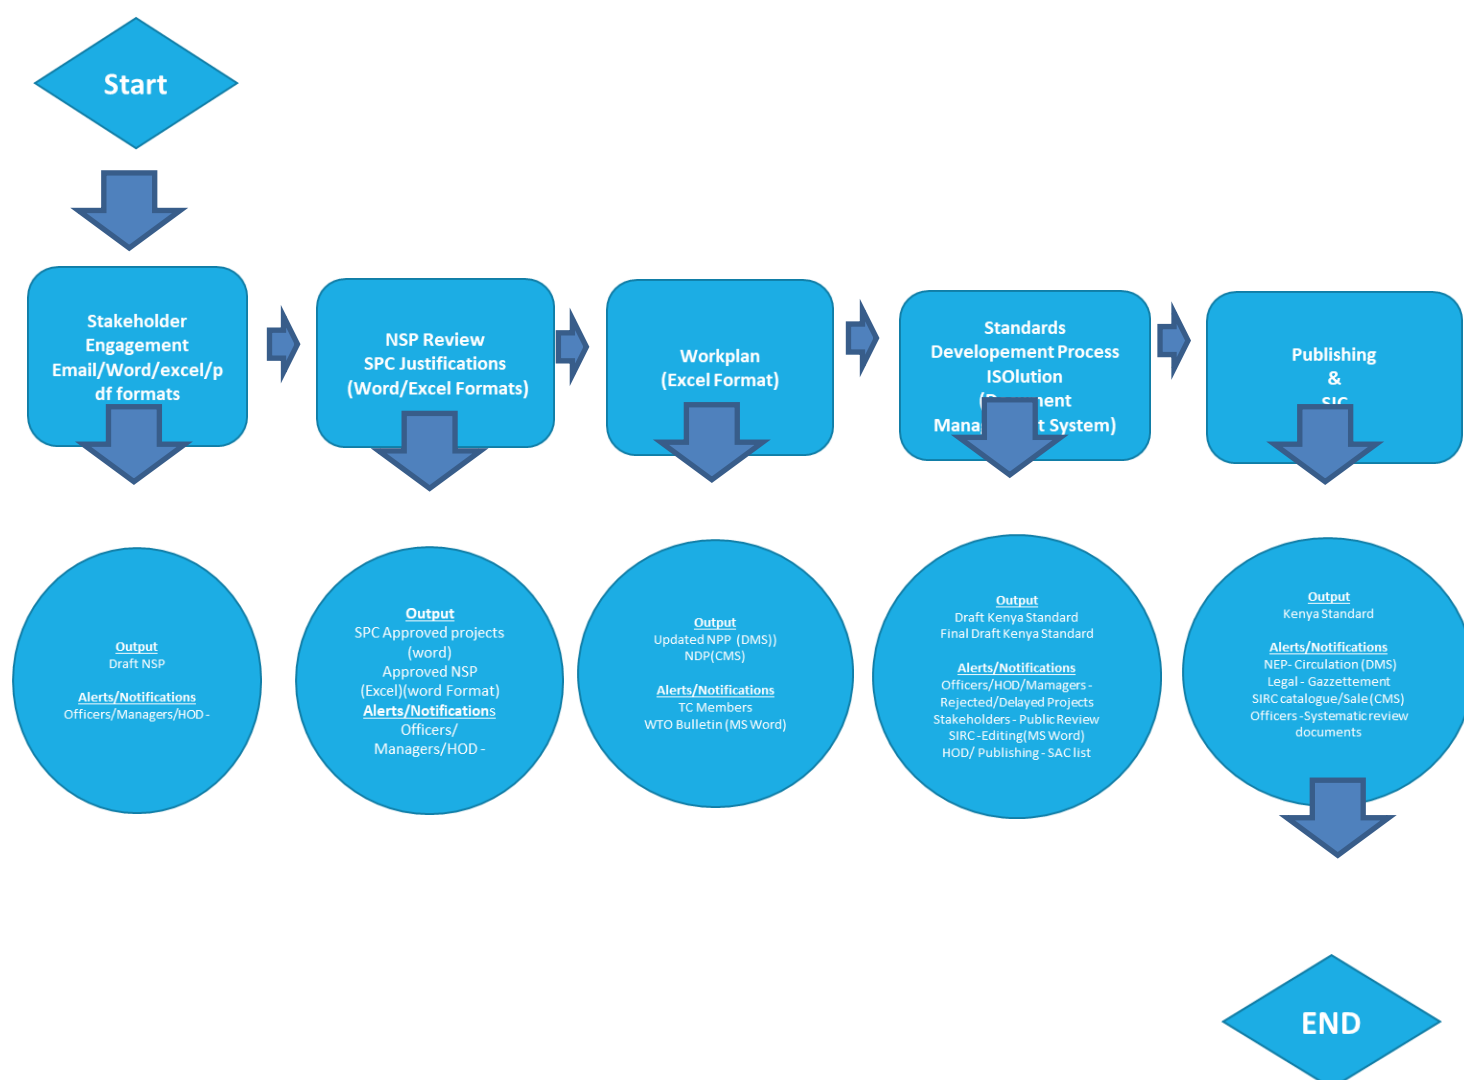 Start
Stakeholder
Engagement
Email/Word/excel/p
df formats
NSP Review
SPC Justifications
(Word/Excel Formats)
Workplan
(Excel Format)
Standards
Developement Process
ISOlution
Mana
t System)
Publishing
&
SIC
Output
Draft NSP
Alerts/Notifications
Officers/Managers/HOD -
Output
SPC Approved projects
(word)
Approved NSP
(Excel)(word Format)
Alerts/Notifications
Officers/
Managers/HOD -
Output
Updated NPP (DMS))
NDP(CMS)
Alerts/Notifications
TC Members
WTO Bulletin (MS Word)
Output
Draft Kenya Standard
Final Draft Kenya Standard
Alerts/Notifications
Officers/HOD/Mamagers -
Rejected/Delayed Projects
Stakeholders - Public Review
SIRC -Editing(MS Word)
HOD/ Publishing - SAC list
Output
Kenya Standard
Alerts/Notifications
NEP- Circulation (DMS)
Legal - Gazzettement
SIRC catalogue/Sale (CMS)
Officers -Systematic review
documents
END